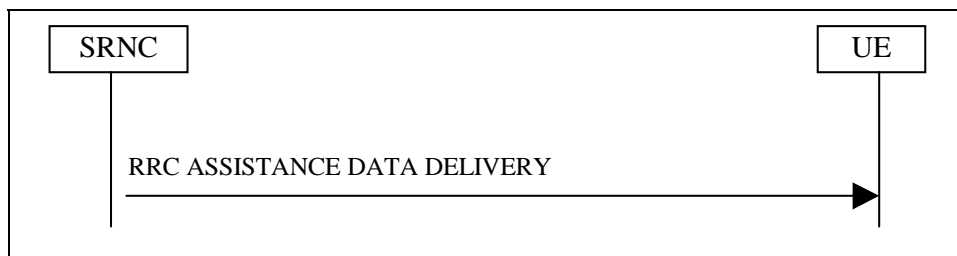 SRNC
UE
RRC ASSISTANCE DATA DELIVERY